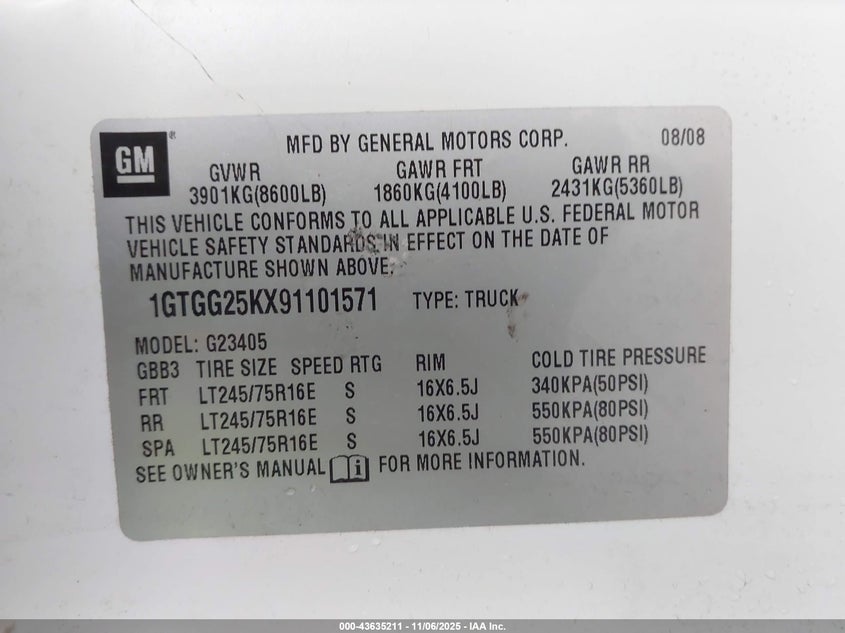 GM®
MFD BY GENERAL MOTORS CORP. 08/08
GVWR GAWR FRT GAWR RR
3901KG(8600LB) 1860KG(4100LB) 2431KG(5360LB)
THIS VEHICLE CONFORMS TO ALL APPLICABLE U.S. FEDERAL MOTOR
VEHICLE SAFETY STANDARDS IN EFFECT ON THE DATE OF
MANUFACTURE SHOWN ABOVE.
1GTGG25KX91101571 TYPE: TRUCK
MODEL: G23405
GBB3 TIRE SIZE SPEED RTG RIM COLD TIRE PRESSURE
FRT LT245/75R16E S 16X6.5J 340KPA(50PSI)
RR LT245/75R16E S 16X6.5J 550KPA(80PSI)
SPA LT245/75R16E S 16X6.5J 550KPA(80PSI)
SEE OWNER'S MANUAL i FOR MORE INFORMATION.
000-43635211 - 11/06/2025 - IAA Inc.